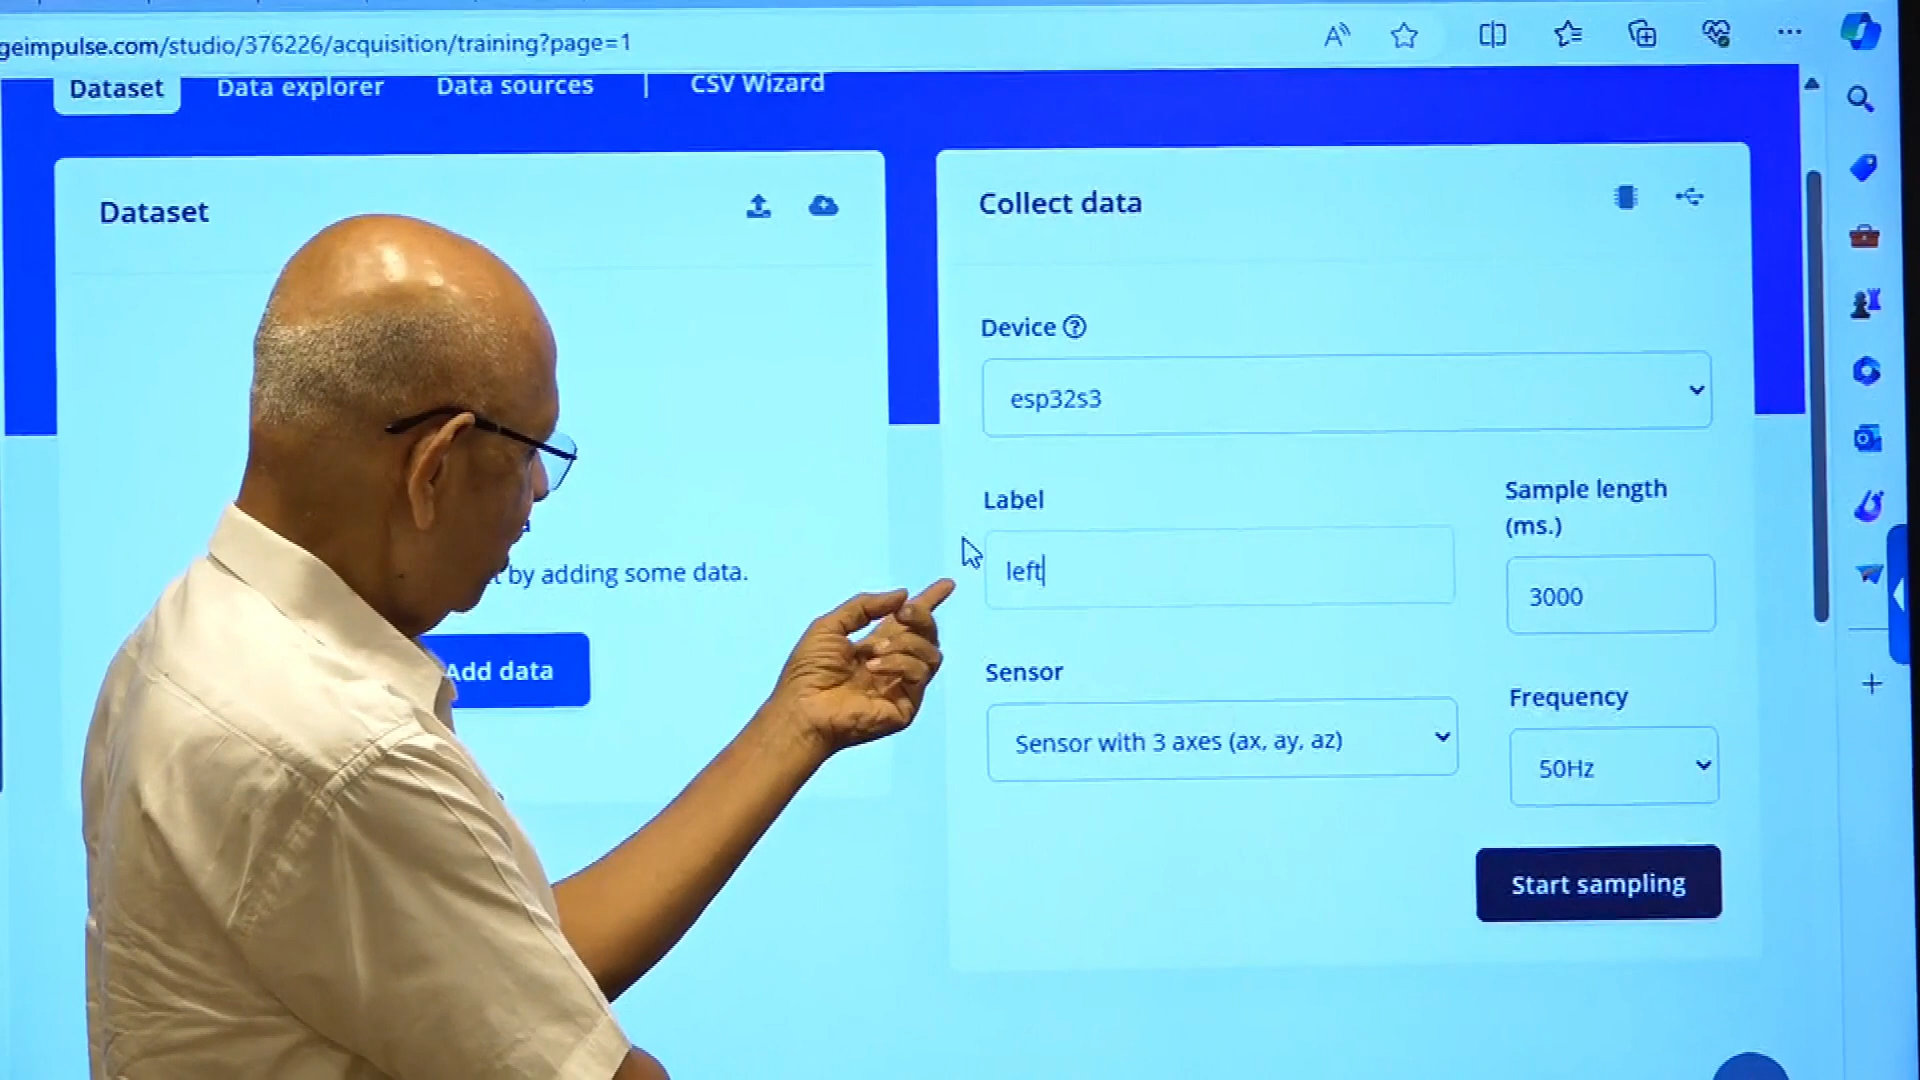 geimpulse.com/studio/376226/acquisition/training?page=1
Dataset Data explorer Data sources | CSV Wizard
Dataset
by adding some data.
Add data
Collect data
Device
esp32s3
Label
left
Sample length
(ms.)
3000
Sensor
Sensor with 3 axes (ax, ay, az)
Frequency
50Hz
Start sampling